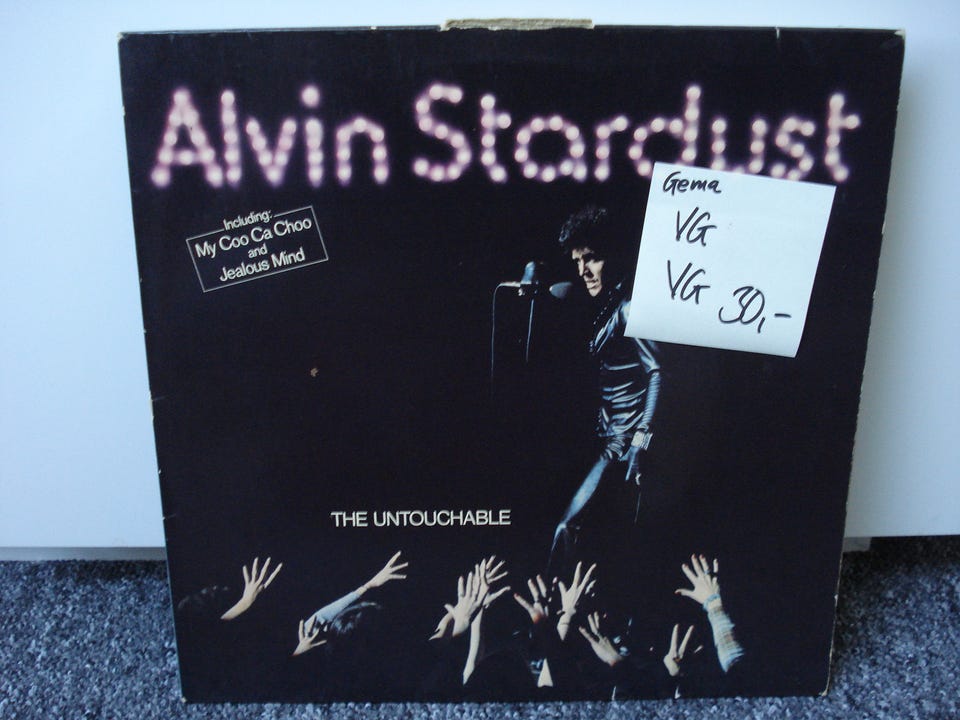 Alvin Stardust
Including:
My Coo Ca Choo
and
Jealous Mind
Gema
VG
VG 30,-
THE UNTOUCHABLE